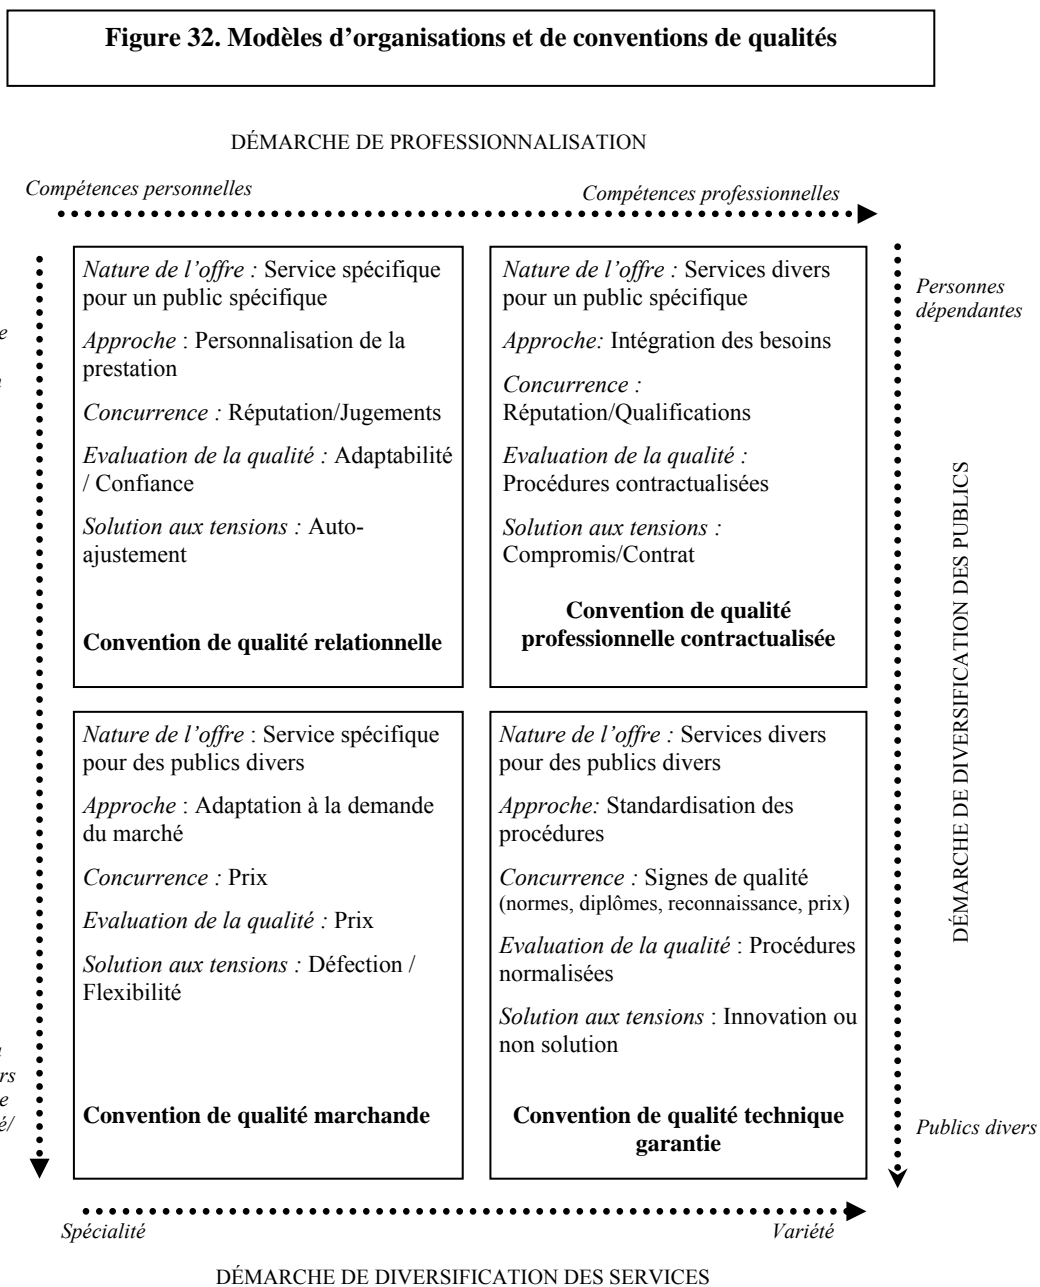 Figure 32. Modèles d’organisations et de conventions de qualités
DÉMARCHE DE PROFESSIONNALISATION
Compétences personnelles
Compétences professionnelles
Nature de l’offre : Service spécifique
pour un public spécifique
Approche : Personnalisation de la
prestation
Concurrence : Réputation/Jugements
Evaluation de la qualité : Adaptabilité
/ Confiance
Solution aux tensions : Auto-
ajustement
Convention de qualité relationnelle
Nature de l’offre : Services divers
pour un public spécifique
Approche: Intégration des besoins
Concurrence :
Réputation/Qualifications
Evaluation de la qualité :
Procédures contractualisées
Solution aux tensions :
Compromis/Contrat
Convention de qualité
professionnelle contractualisée
Personnes
dépendantes
Nature de l’offre : Service spécifique
pour des publics divers
Approche : Adaptation à la demande
du marché
Concurrence : Prix
Evaluation de la qualité : Prix
Solution aux tensions : Défection /
Flexibilité
Convention de qualité marchande
Nature de l’offre : Services divers
pour des publics divers
Approche: Standardisation des
procédures
Concurrence : Signes de qualité
(normes, diplômes, reconnaissance, prix)
Evaluation de la qualité : Procédures
normalisées
Solution aux tensions : Innovation ou
non solution
Convention de qualité technique
garantie
DÉMARCHE DE DIVERSIFICATION DES PUBLICS
Publics divers
Spécialité
Variété
DÉMARCHE DE DIVERSIFICATION DES SERVICES